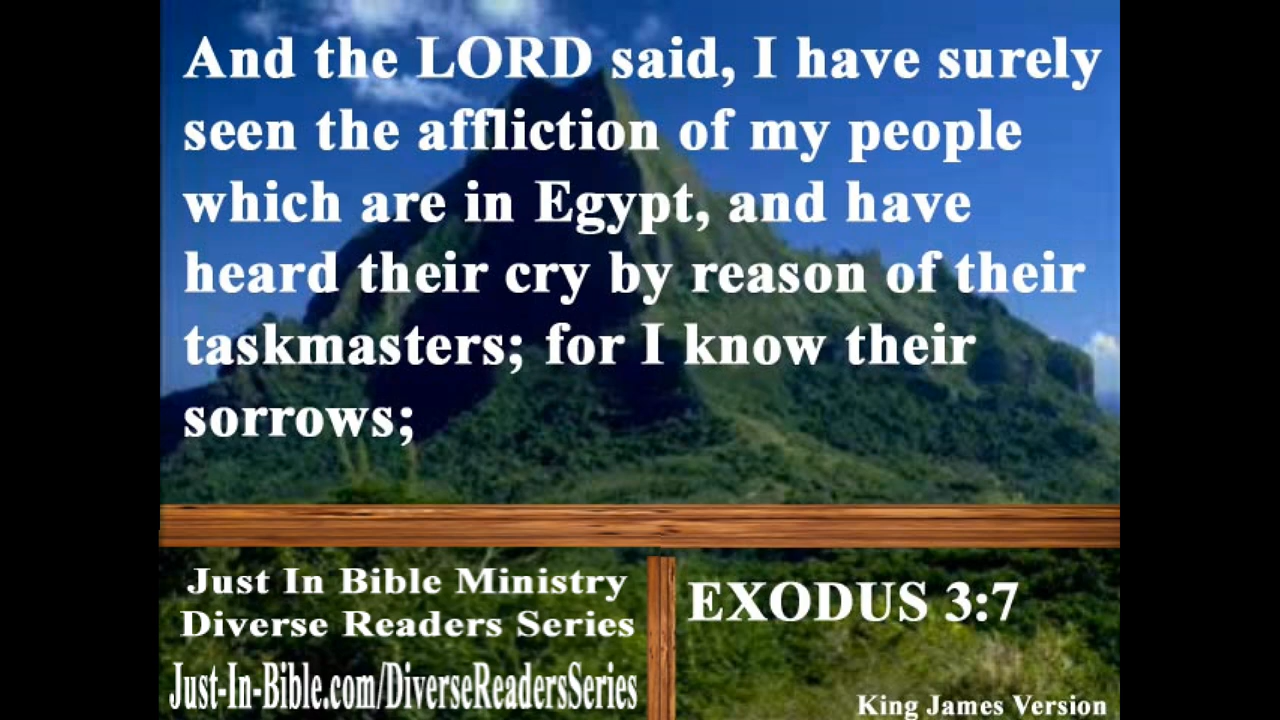 And the LORD said, I have surely
seen the affliction of my people
which are in Egypt, and have
heard their cry by reason of their
taskmasters; for I know their
sorrows;
Just In Bible Ministry
Diverse Readers Series
Just-In-Bible.com/DiverseReadersSeries
EXODUS 3:7
King James Version